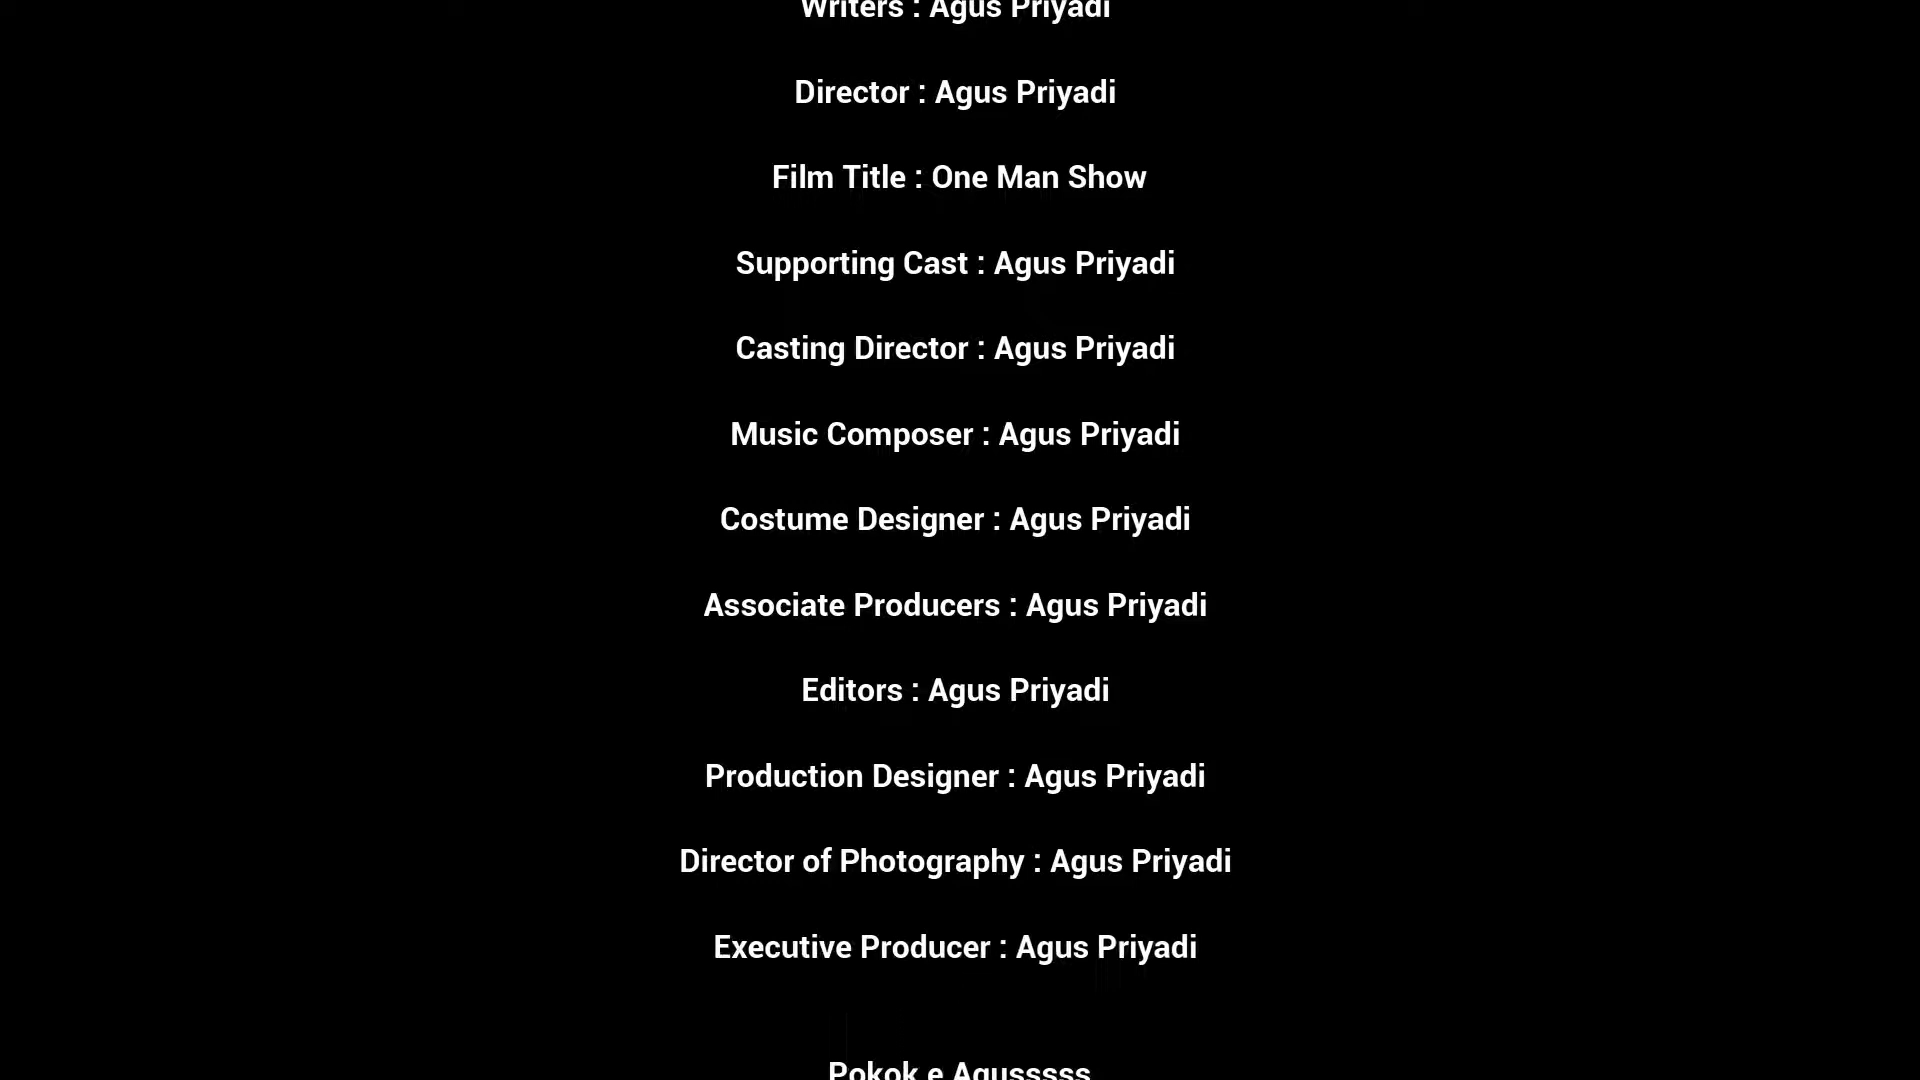 Writers : Agus Priyadi
Director : Agus Priyadi
Film Title : One Man Show
Supporting Cast : Agus Priyadi
Casting Director : Agus Priyadi
Music Composer : Agus Priyadi
Costume Designer : Agus Priyadi
Associate Producers : Agus Priyadi
Editors : Agus Priyadi
Production Designer : Agus Priyadi
Director of Photography : Agus Priyadi
Executive Producer : Agus Priyadi
Pokok e Agusssss